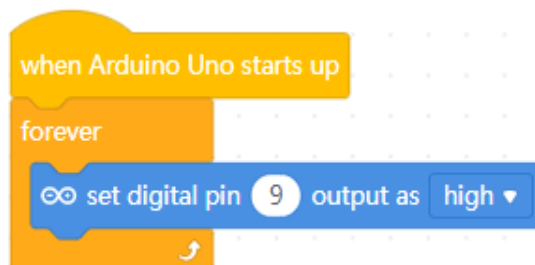 when Arduino Uno starts up
forever
set digital pin 9 output as high